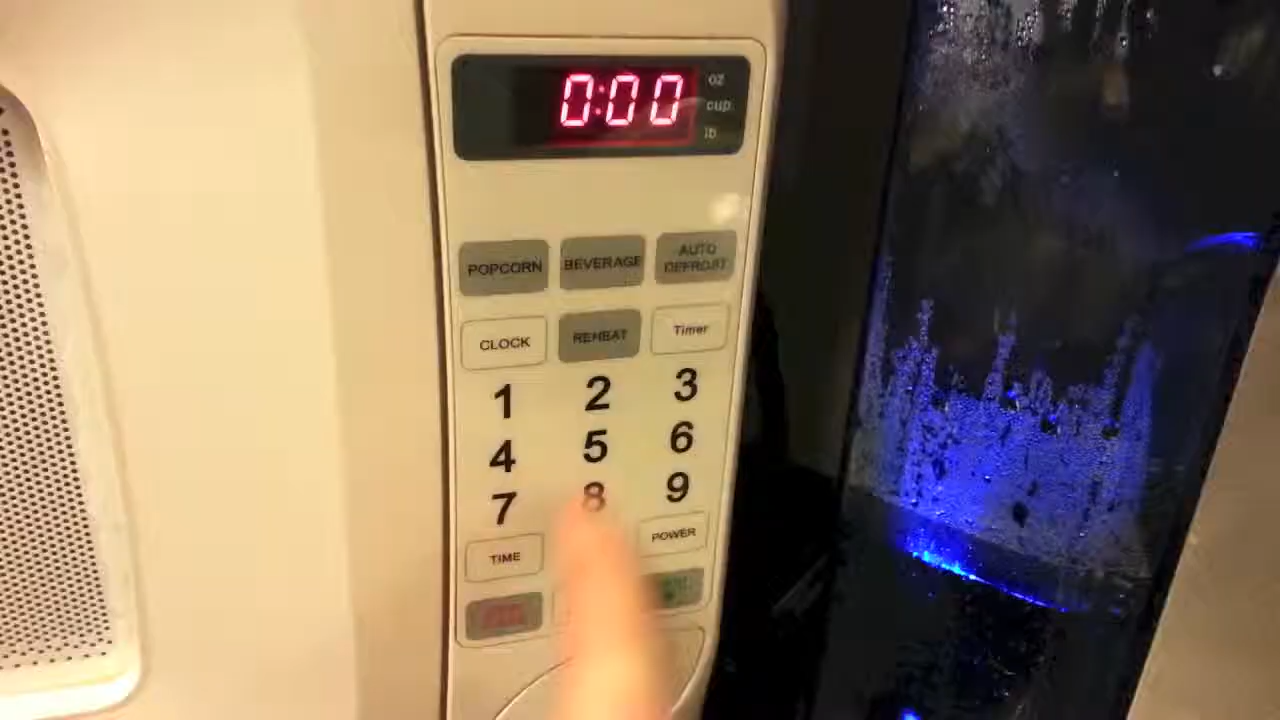 0:00
oz
cup
lb
POPCORN BEVERAGE AUTO DEFROST
CLOCK REHEAT Timer
1 2 3
4 5 6
7 8 9
TIME POWER